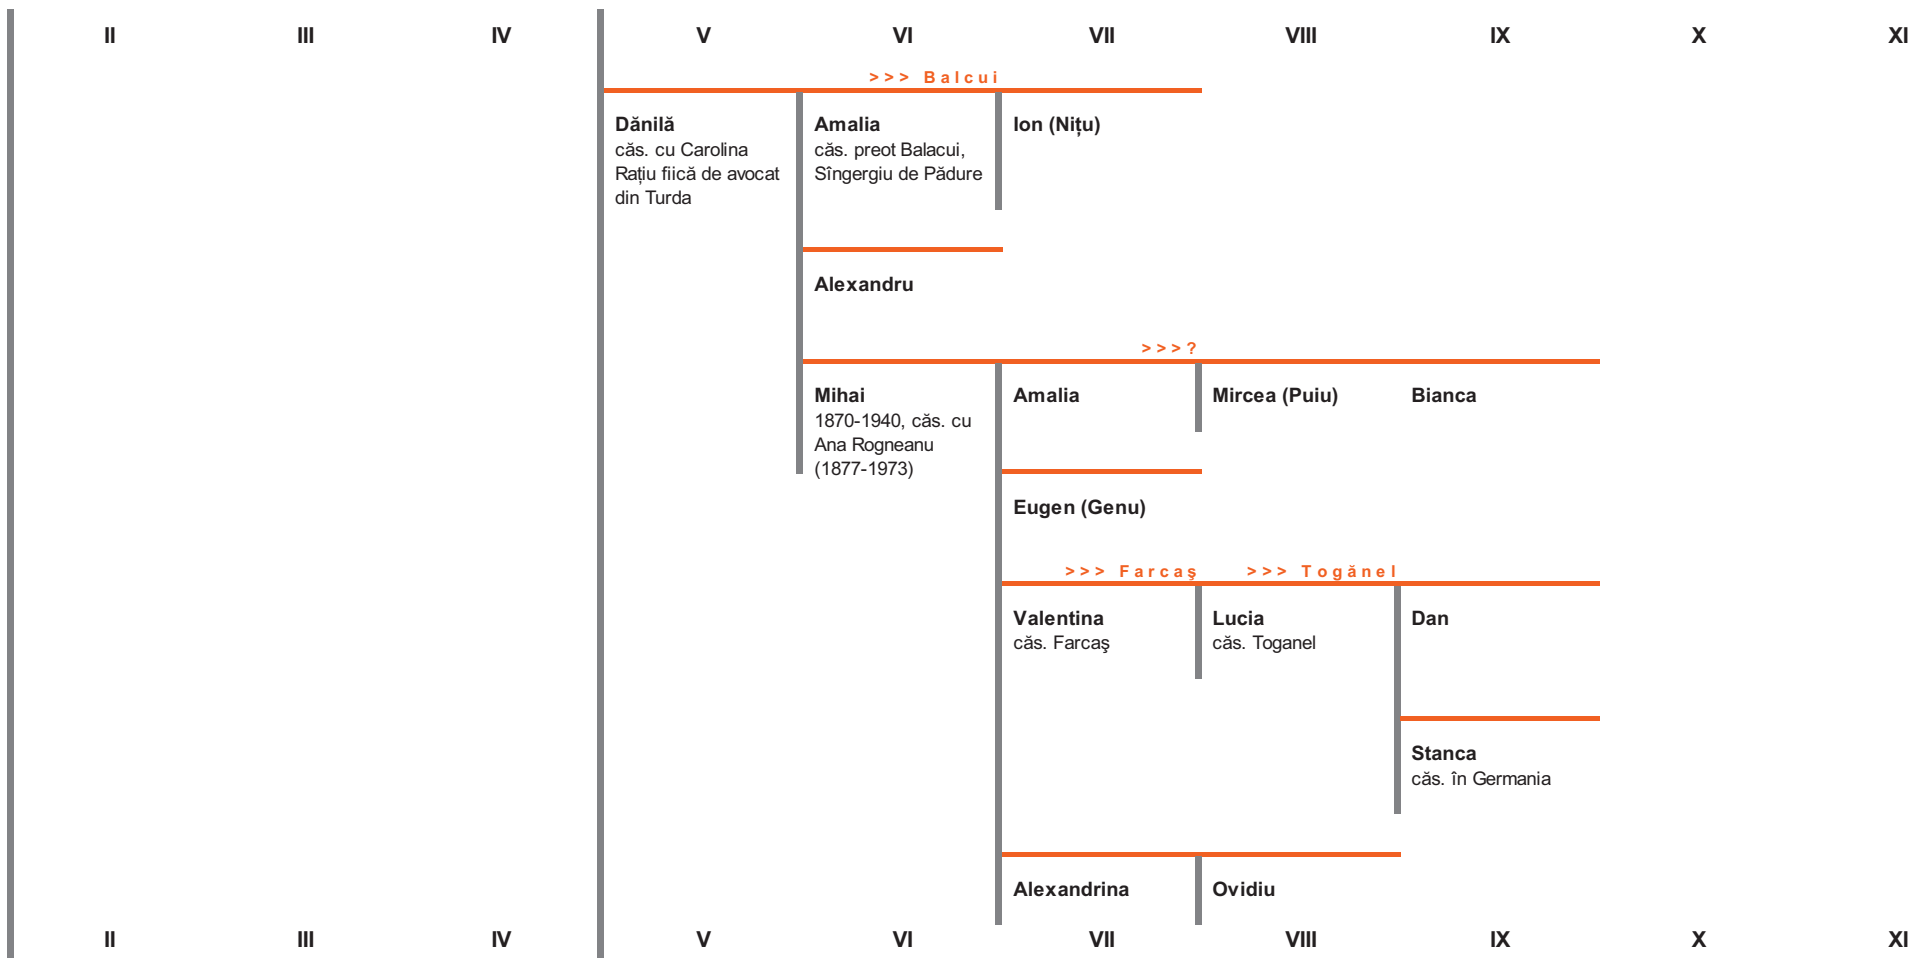 II III IV V VI VII VIII IX X XI
>>> Balcui
Dănilă Amalia Ion (Nițu)
căs. cu Carolina căs. preot Balacui,
Rațiu fiică de avocat Sîngergiu de Pădure
din Turda
Alexandru
>>>?
Mihai Amalia Mircea (Puiu) Bianca
1870-1940, căs. cu
Ana Rogneanu
(1877-1973)
Eugen (Genu)
>>> Farcaş >>> Togănel
Valentina Lucia Dan
căs. Farcaş căs. Toganel
Stanca
căs. în Germania
Alexandrina Ovidiu
II III IV V VI VII VIII IX X XI